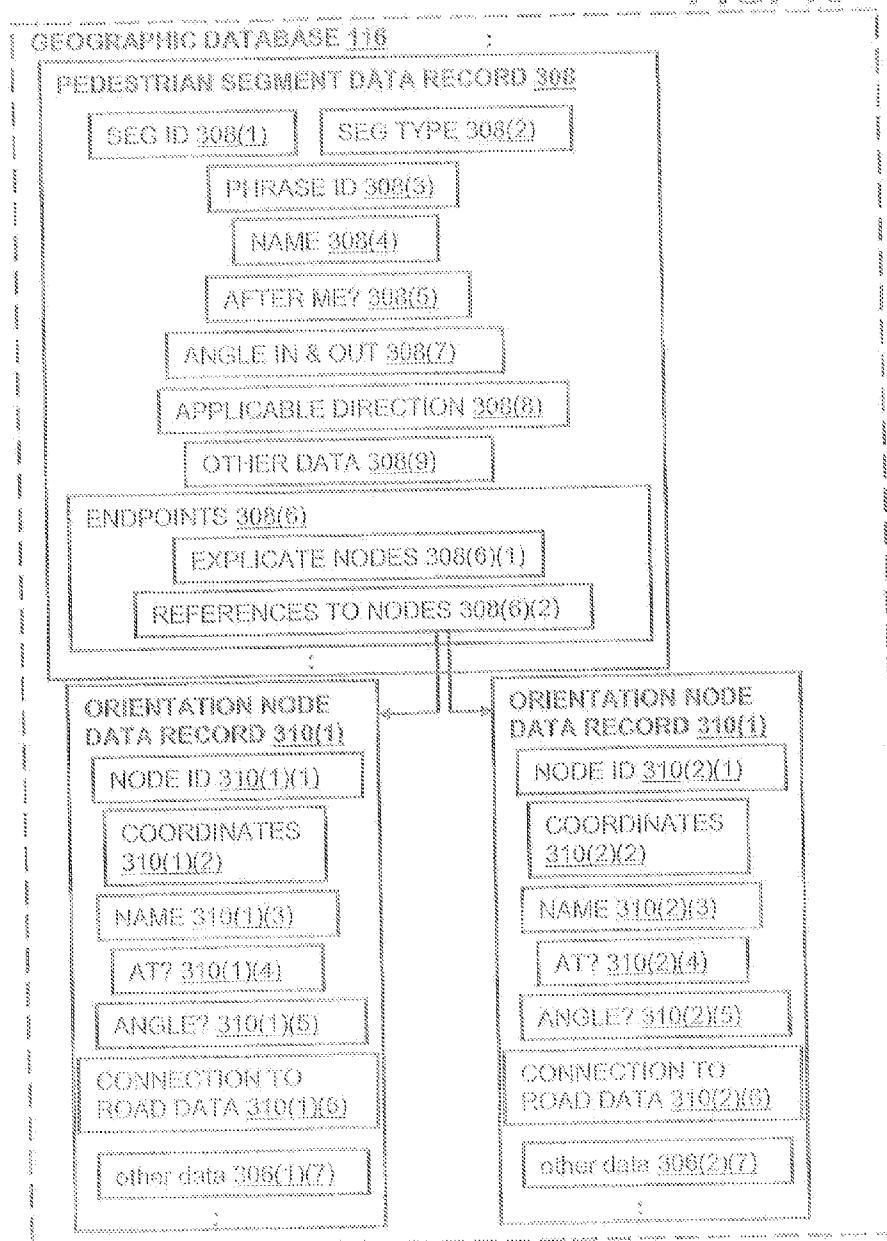 GEOGRAPHIC DATABASE 116
PEDESTRIAN SEGMENT DATA RECORD 308
SEG ID 308(1)
SEG TYPE 308(2)
PHRASE ID 308(3)
NAME 308(4)
AFTER ME? 308(5)
ANGLE IN & OUT 308(7)
APPLICABLE DIRECTION 308(8)
OTHER DATA 308(9)
ENDPOINTS 308(6)
EXPLICATE NODES 308(6)(1)
REFERENCES TO NODES 308(6)(2)
ORIENTATION NODE
DATA RECORD 310(1)
NODE ID 310(1)(1)
COORDINATES
310(1)(2)
NAME 310(1)(3)
AT? 310(1)(4)
ANGLE? 310(1)(5)
CONNECTION TO
ROAD DATA 310(1)(6)
other data 306(1)(7)
ORIENTATION NODE
DATA RECORD 310(1)
NODE ID 310(2)(1)
COORDINATES
310(2)(2)
NAME 310(2)(3)
AT? 310(2)(4)
ANGLE? 310(2)(5)
CONNECTION TO
ROAD DATA 310(2)(6)
other data 306(2)(7)